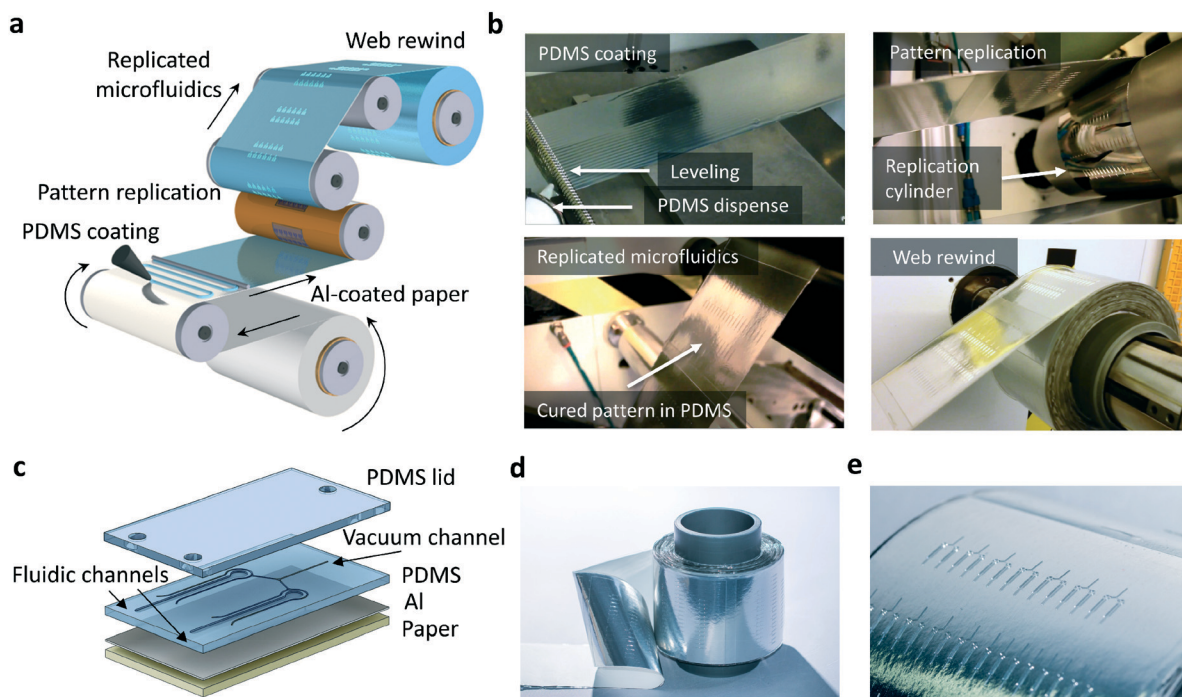 a
Web rewind
Replicated
microfluidics
Pattern replication
PDMS coating
Al-coated paper
b
PDMS coating
Leveling
PDMS dispense
Pattern replication
Replication
cylinder
Replicated microfluidics
Cured pattern in PDMS
Web rewind
c
PDMS lid
Vacuum channel
Fluidic channels
PDMS
Al
Paper
d
e